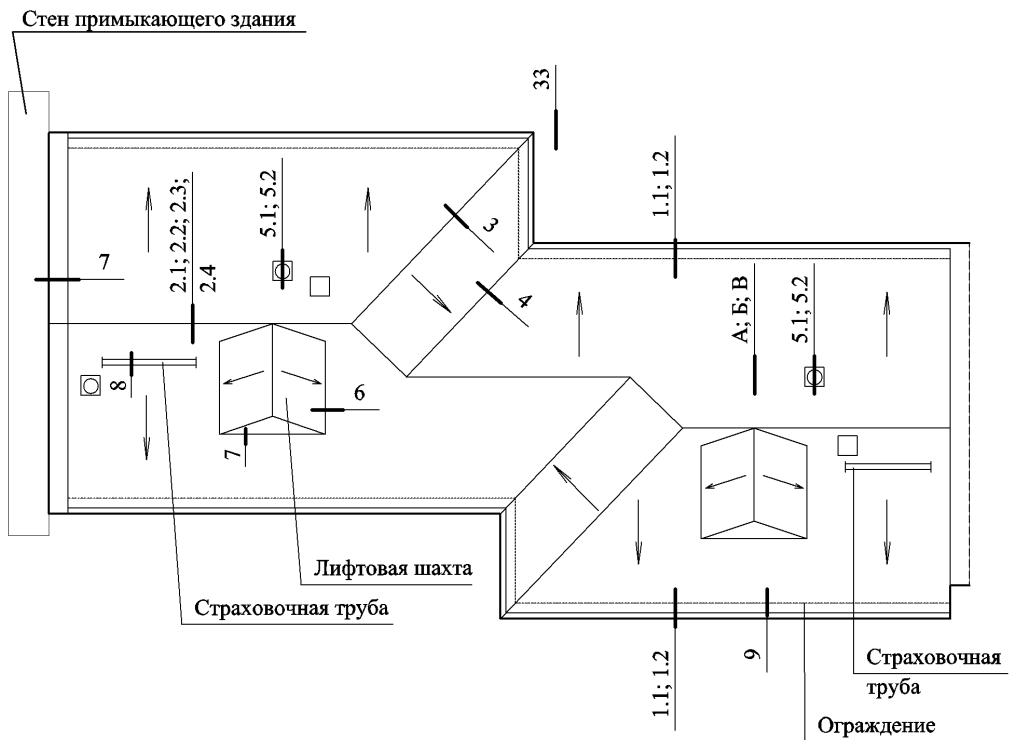 Стен примыкающего здания
33
1.1; 1.2
2.1; 2.2; 2.3;
2.4
5.1; 5.2
3
7
4
А; Б; В
5.1; 5.2
8
6
7
Лифтовая шахта
Страховочная труба
1.1; 1.2
9
Страховочная
труба
Ограждение